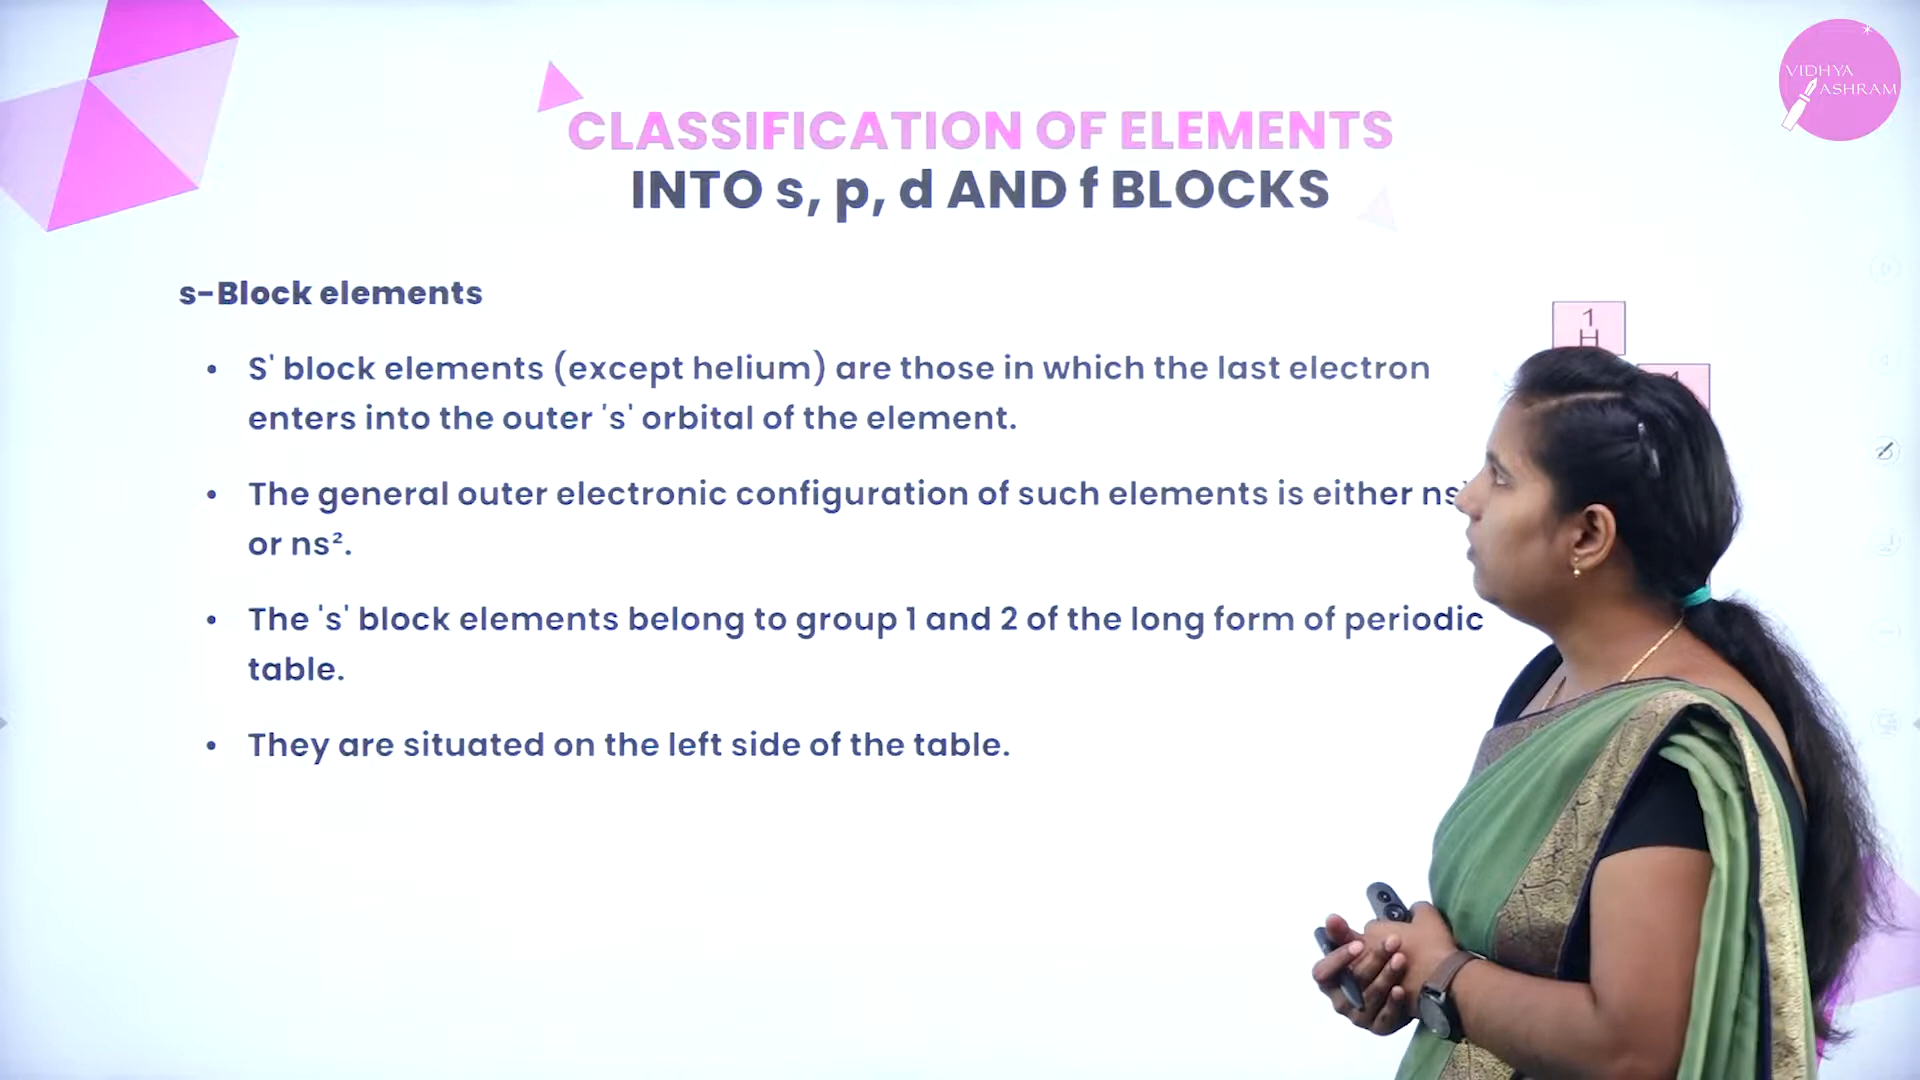 VIDHYA
ASHRAM
CLASSIFICATION OF ELEMENTS
INTO s, p, d AND f BLOCKS
s-Block elements
• S' block elements (except helium) are those in which the last electron
enters into the outer 's' orbital of the element.
• The general outer electronic configuration of such elements is either
or ns².
• The 's' block elements belong to group 1 and 2 of the long form of periodic
table.
• They are situated on the left side of the table.
1
H